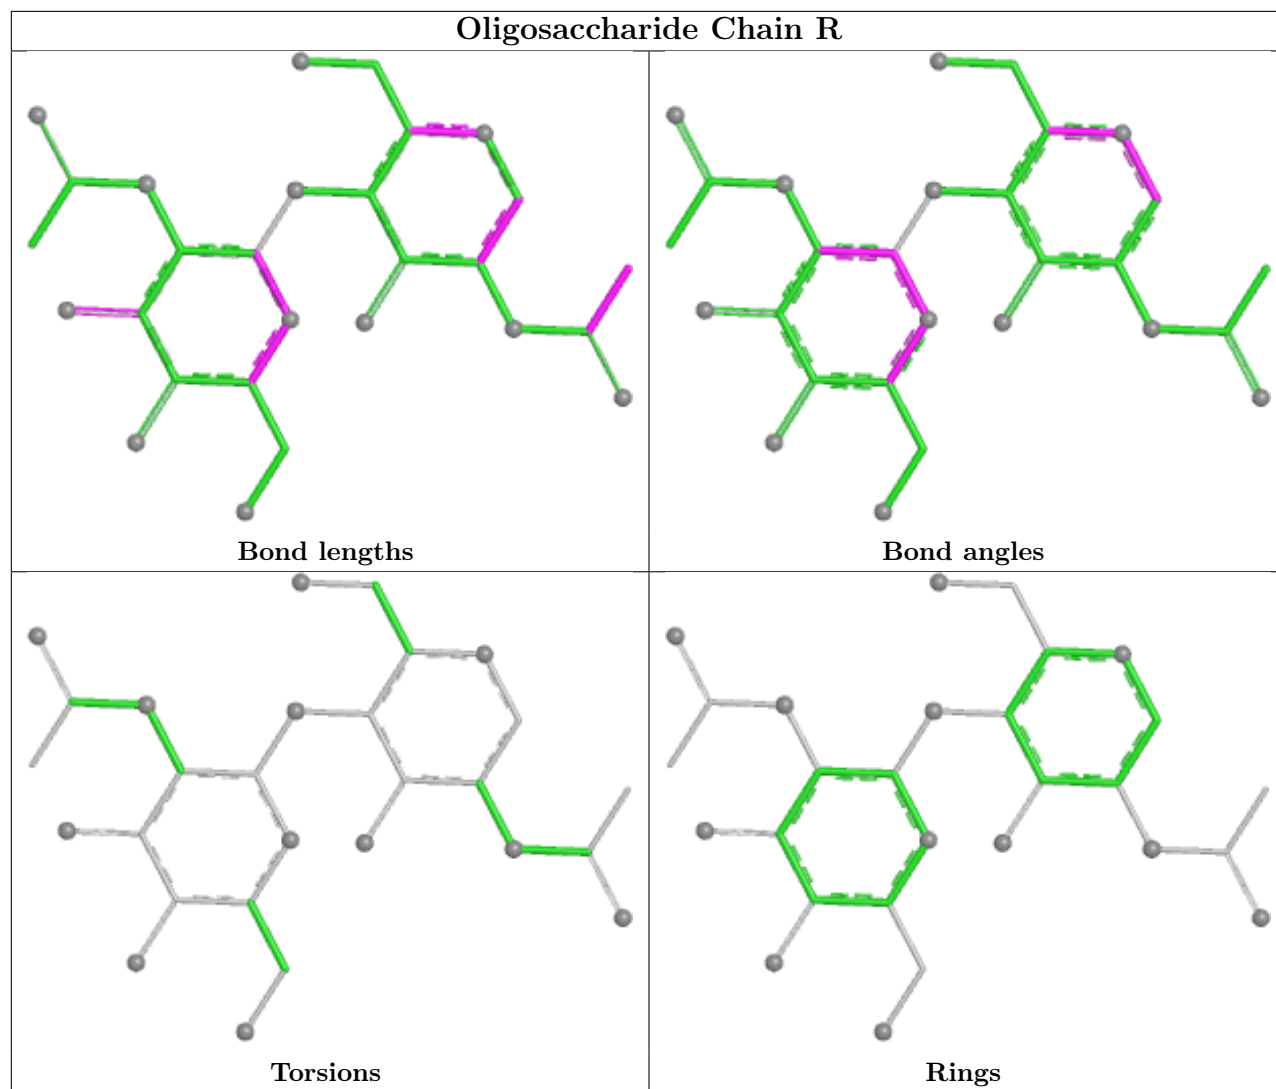 Oligosaccharide Chain R
Bond lengths
Bond angles
Torsions
Rings